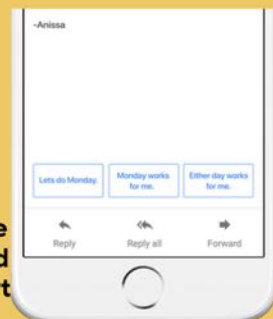 -Anissa
Lets do Monday.
Monday works
for me.
Either day works
for me.
Reply
Reply all
Forward